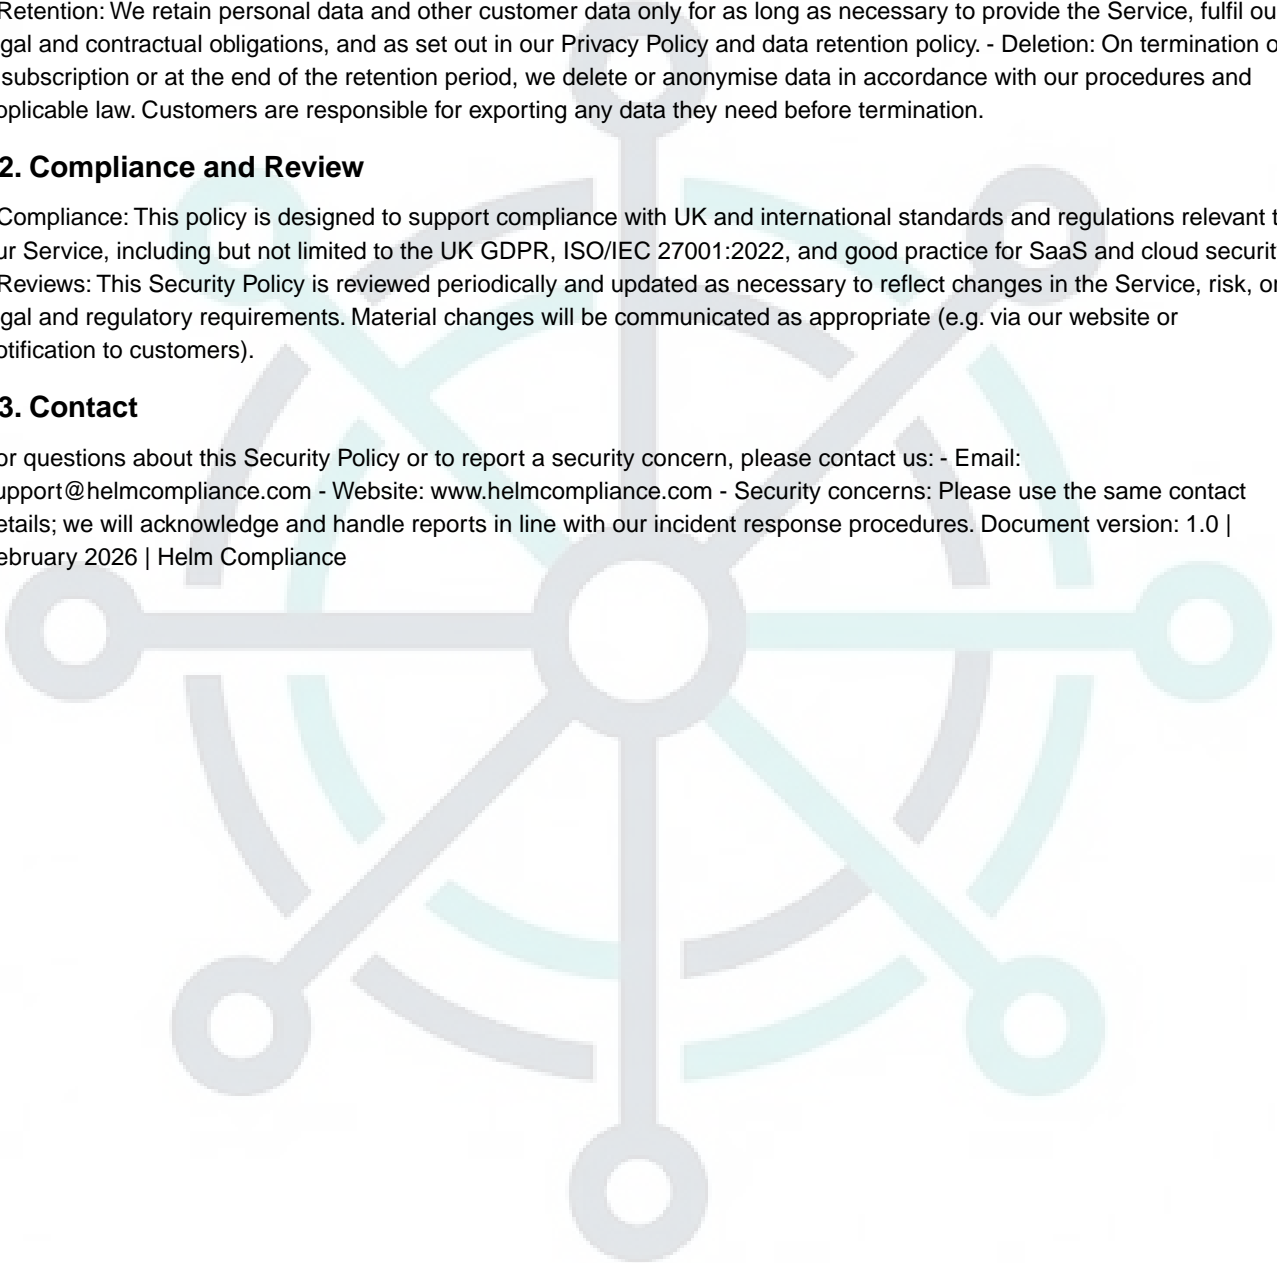 Retention: We retain personal data and other customer data only for as long as necessary to provide the Service, fulfil ou
gal and contractual obligations, and as set out in our Privacy Policy and data retention policy. - Deletion: On termination o
subscription or at the end of the retention period, we delete or anonymise data in accordance with our procedures and
pplicable law. Customers are responsible for exporting any data they need before termination.
2. Compliance and Review
Compliance: This policy is designed to support compliance with UK and international standards and regulations relevant t
ur Service, including but not limited to the UK GDPR, ISO/IEC 27001:2022, and good practice for SaaS and cloud securit
Reviews: This Security Policy is reviewed periodically and updated as necessary to reflect changes in the Service, risk, or
gal and regulatory requirements. Material changes will be communicated as appropriate (e.g. via our website or
otification to customers).
3. Contact
or questions about this Security Policy or to report a security concern, please contact us: - Email:
upport@helmcompliance.com - Website: www.helmcompliance.com - Security concerns: Please use the same contact
etails; we will acknowledge and handle reports in line with our incident response procedures. Document version: 1.0 |
ebruary 2026 | Helm Compliance